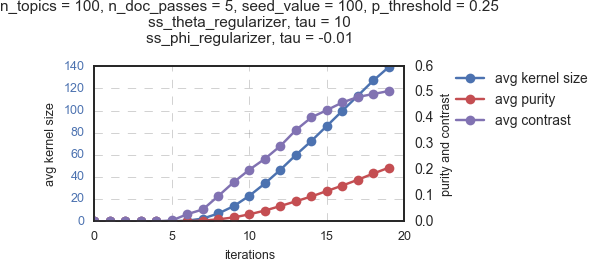 n_topics = 100, n_doc_passes = 5, seed_value = 100, p_threshold = 0.25
ss_theta_regularizer, tau = 10
ss_phi_regularizer, tau = -0.01
140
120
100
80
60
40
20
0
avg kernel size
0
5
10
15
20
iterations
0.6
0.5
0.4
0.3
0.2
0.1
0.0
purity and contrast
avg kernel size
avg purity
avg contrast